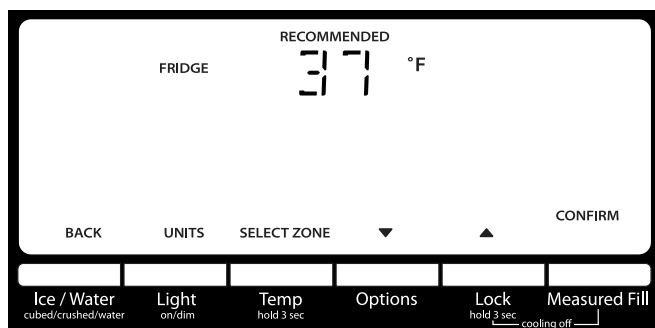 RECOMMENDED
FRIDGE 37 °F
BACK UNITS SELECT ZONE ▼ ▲ CONFIRM
Ice / Water Light Temp Options Lock Measured Fill
cubed/crushed/water on/dim hold 3 sec hold 3 sec
cooling off